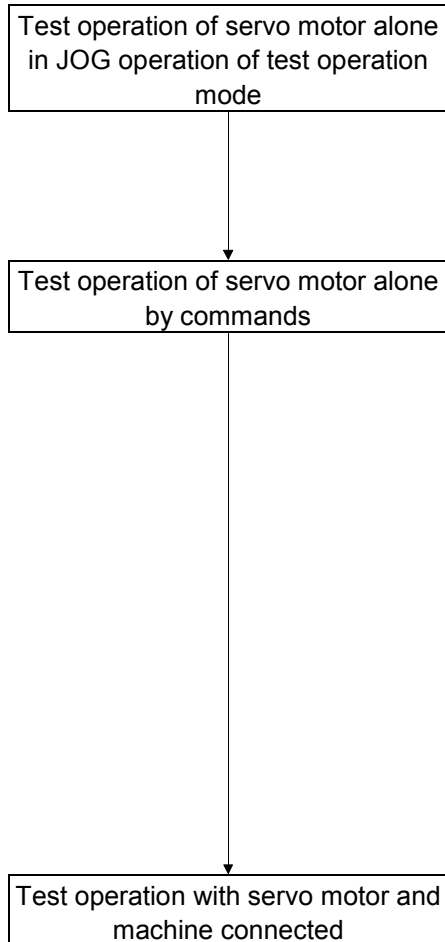 Test operation of servo motor alone
in JOG operation of test operation
mode
Test operation of servo motor alone
by commands
Test operation with servo motor and
machine connected